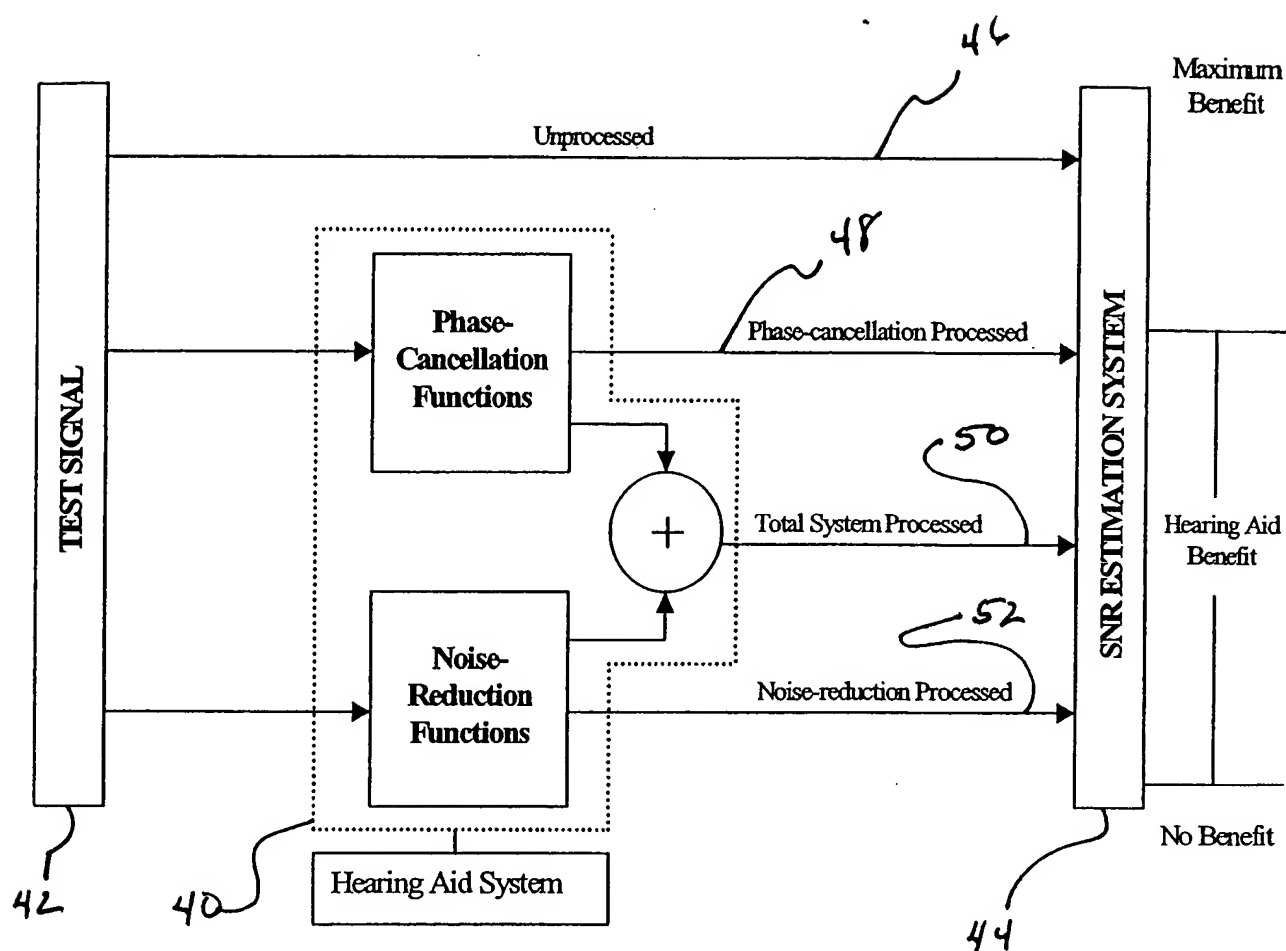 46
Maximum
Benefit
Unprocessed
48
Phase-
Cancellation
Functions
Phase-cancellation Processed
TEST SIGNAL
SNR ESTIMATION SYSTEM
50
+
Total System Processed
Hearing Aid
Benefit
52
Noise-
Reduction
Functions
Noise-reduction Processed
No Benefit
42
40
Hearing Aid System
44